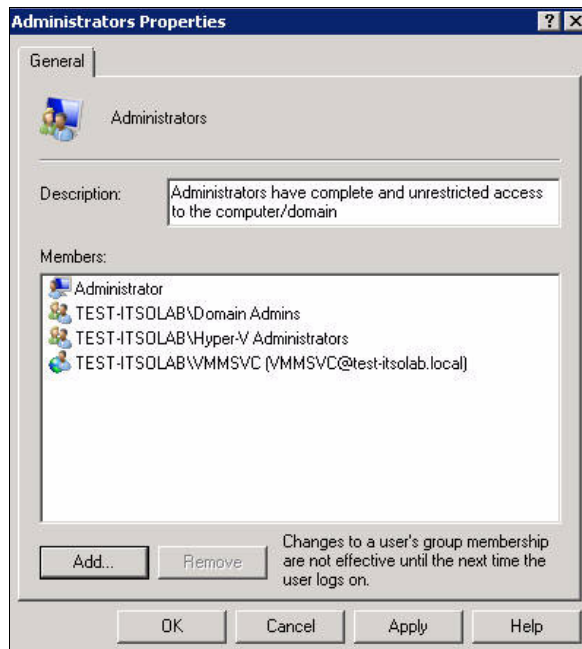 Administrators Properties
? X
General
Administrators
Description:
Administrators have complete and unrestricted access
to the computer/domain
Members:
Administrator
TEST-ITSOLAB\Domain Admins
TEST-ITSOLAB\Hyper-V Administrators
TEST-ITSOLAB\VMMSVC (VMMSVC@test-itsolab.local)
Add...
Remove
Changes to a user's group membership
are not effective until the next time the
user logs on.
OK
Cancel
Apply
Help